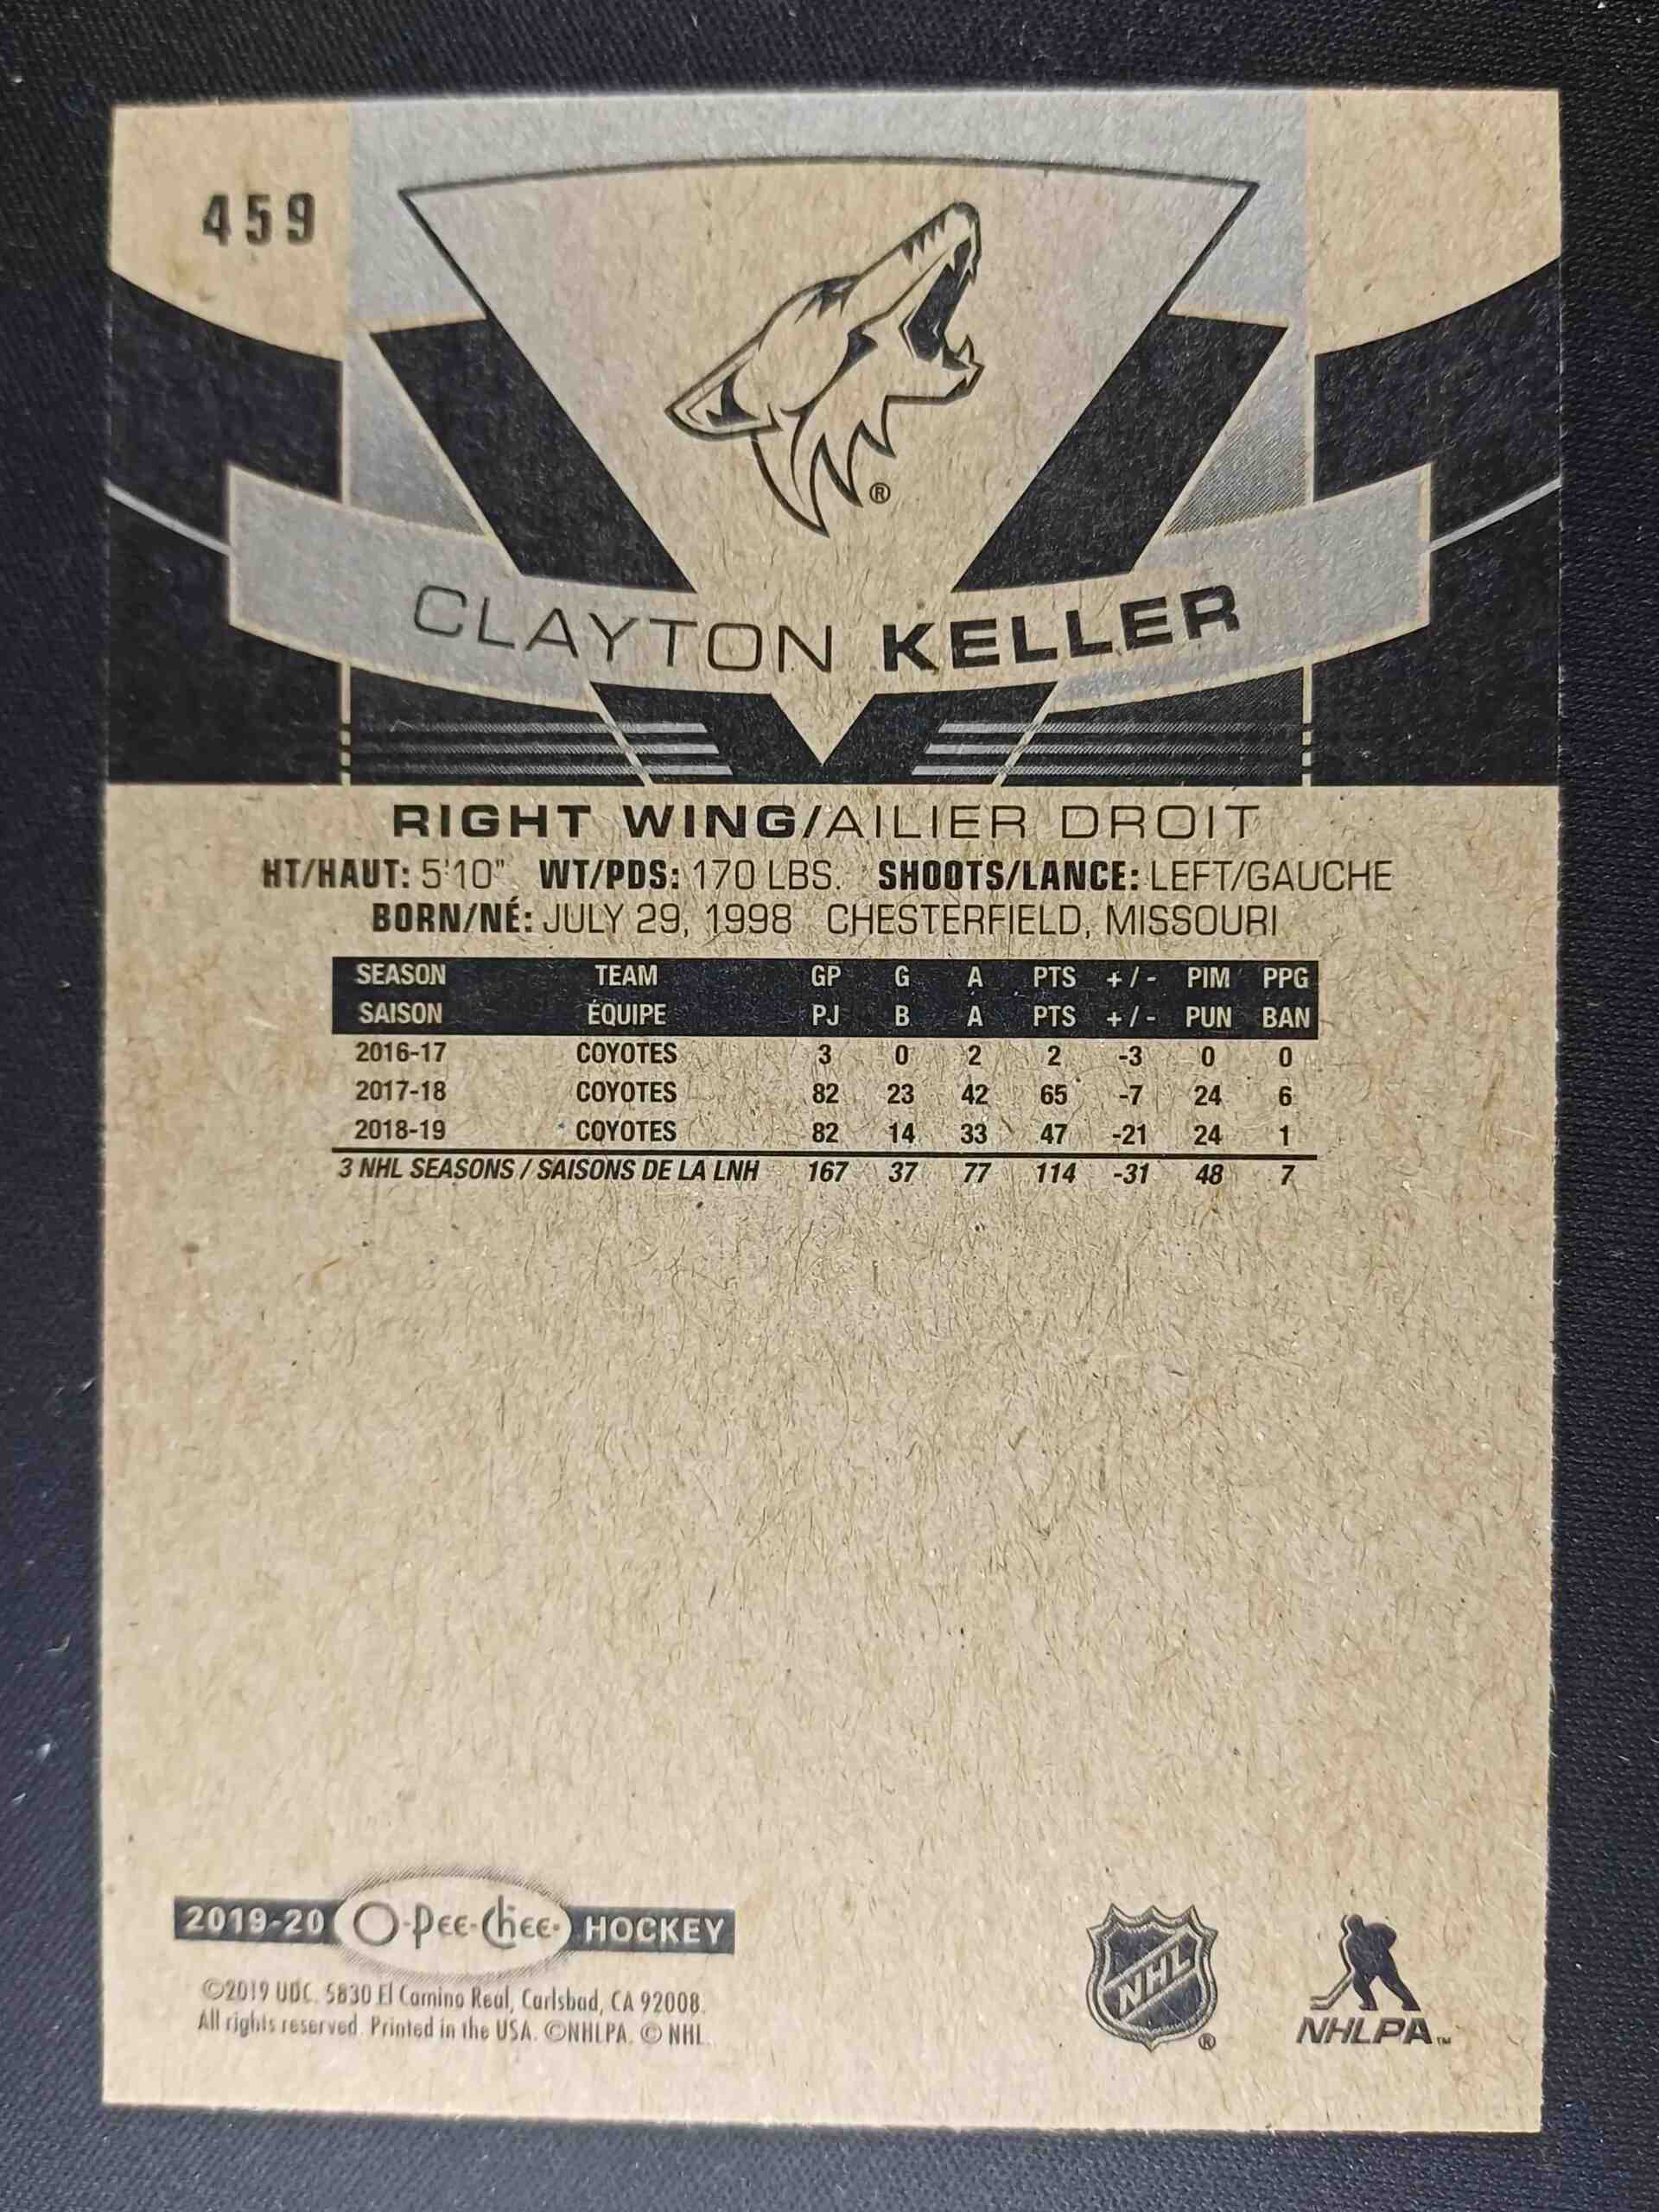 459
®
CLAYTON KELLER
RIGHT WING/AILIER DROIT
HT/HAUT: 5'10" WT/PDS: 170 LBS. SHOOTS/LANCE: LEFT/GAUCHE
BORN/NÉ: JULY 29, 1998 CHESTERFIELD, MISSOURI
SEASON TEAM GP G A PTS +/- PIM PPG
SAISON ÉQUIPE PJ B A PTS +/- PUN BAN
2016-17 COYOTES 3 0 2 2 -3 0 0
2017-18 COYOTES 82 23 42 65 -7 24 6
2018-19 COYOTES 82 14 33 47 -21 24 1
3 NHL SEASONS / SAISONS DE LA LNH 167 37 77 114 -31 48 7
2019-20 O-Pee-Chee HOCKEY
©2019 UDC. 5830 El Camino Real, Carlsbad, CA 92008.
All rights reserved. Printed in the USA. ©NHLPA. © NHL.
NHL ®
NHLPA™